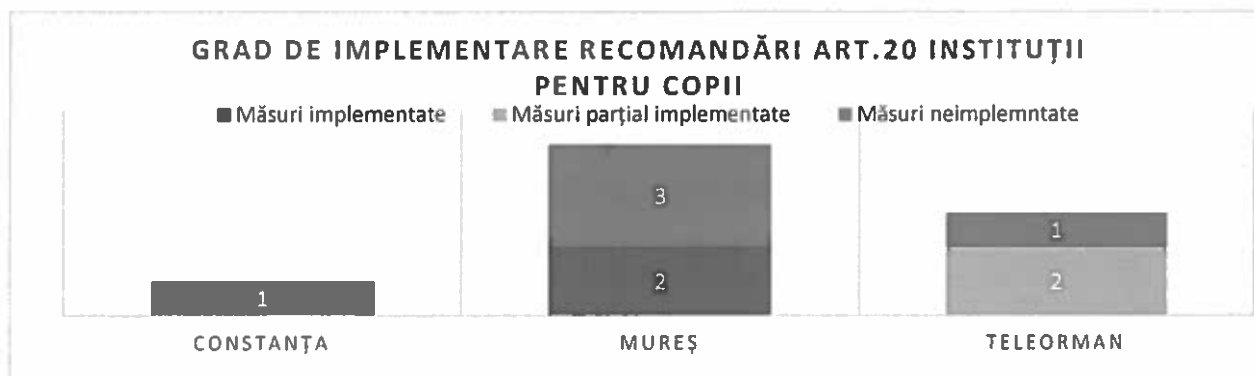 GRAD DE IMPLEMENTARE RECOMANDĂRI ART.20 INSTITUȚII
PENTRU COPII
Măsuri implementate Măsuri parțial implementate Măsuri neimplemntate
3
1
1 2 2
CONSTANȚA MUREȘ TELEORMAN